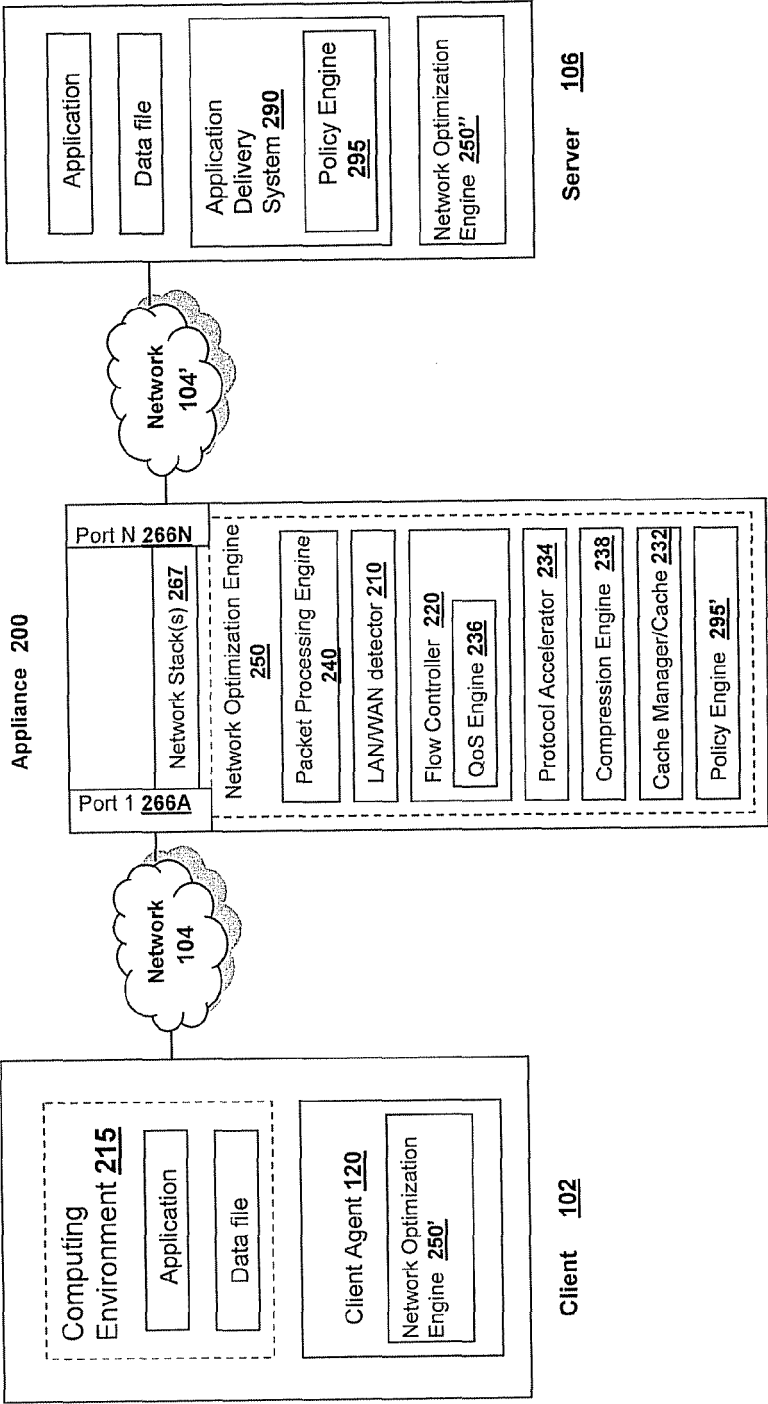 Appliance 200
Client 102
Computing
Environment 215
Application
Data file
Client Agent 120
Network Optimization
Engine 250'
Network
104
Port 1 266A
Port N 266N
Network Stack(s) 267
Network Optimization Engine
250
Packet Processing Engine
240
LAN/WAN detector 210
Flow Controller 220
QoS Engine 236
Protocol Accelerator 234
Compression Engine 238
Cache Manager/Cache 232
Policy Engine 295'
Network
104'
Application
Data file
Application
Delivery
System 290
Policy Engine
295
Network Optimization
Engine 250''
Server 106